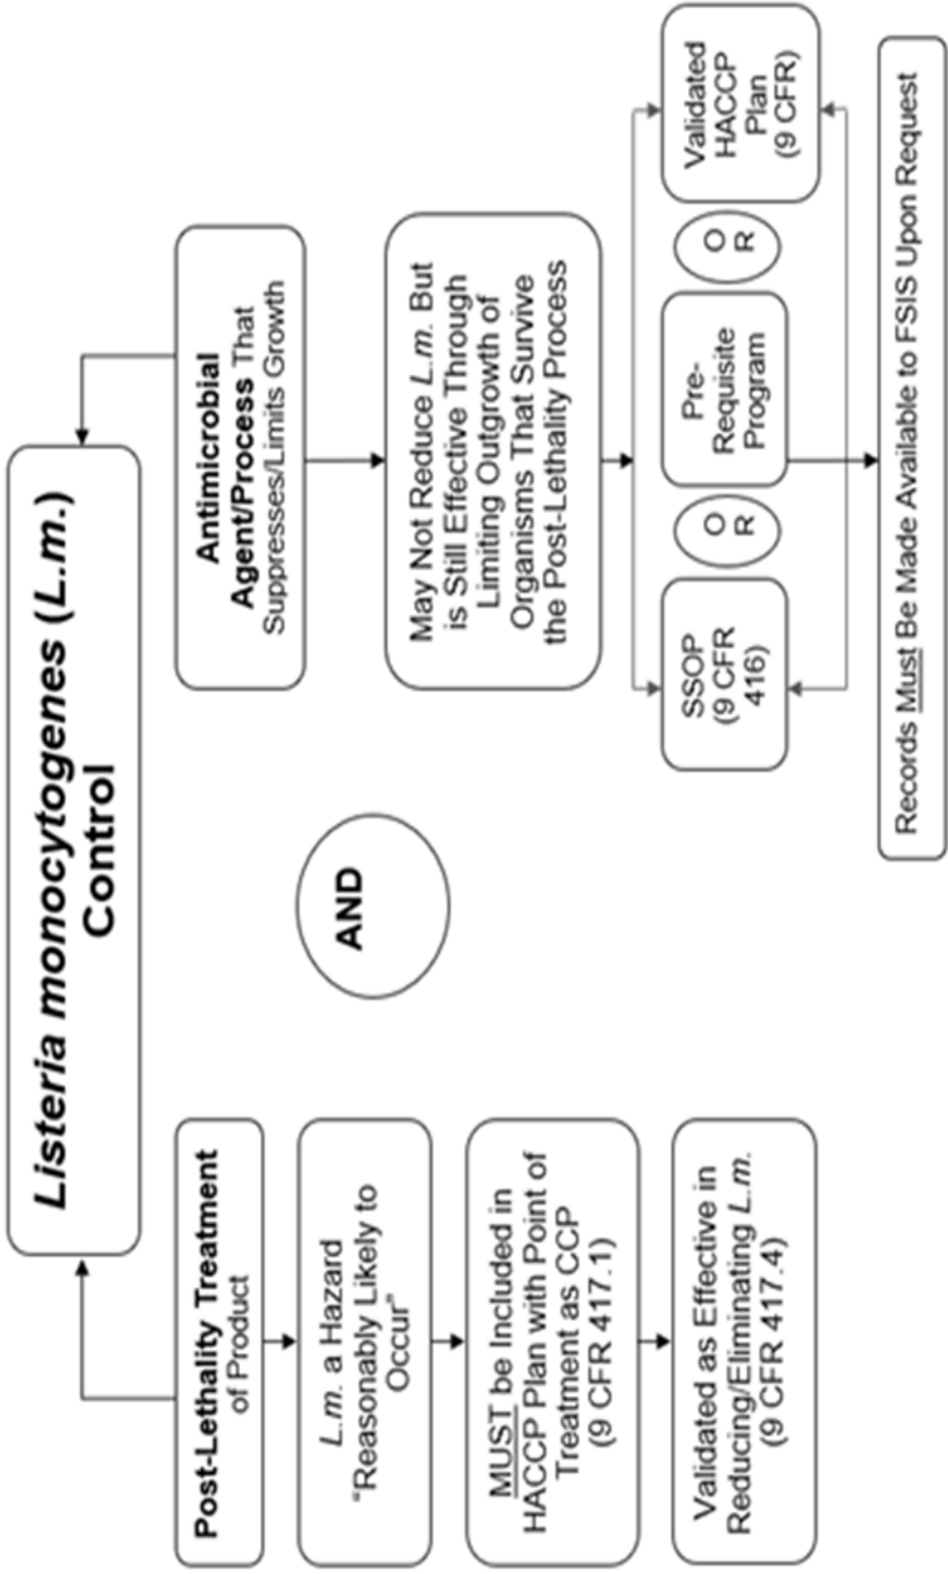 Listeria monocytogenes (L.m.)
Control
Post-Lethality Treatment
of Product
L.m. a Hazard
“Reasonably Likely to
Occur”
MUST be Included in
HACCP Plan with Point of
Treatment as CCP
(9 CFR 417.1)
Validated as Effective in
Reducing/Eliminating L.m.
(9 CFR 417.4)
AND
Antimicrobial
Agent/Process That
Suppresses/Limits Growth
May Not Reduce L.m. But
is Still Effective Through
Limiting Outgrowth of
Organisms That Survive
the Post-Lethality Process
SSOP
(9 CFR
416)
O
R
Pre-
Requisite
Program
O
R
Validated
HACCP
Plan
(9 CFR)
Records Must Be Made Available to FSIS Upon Request